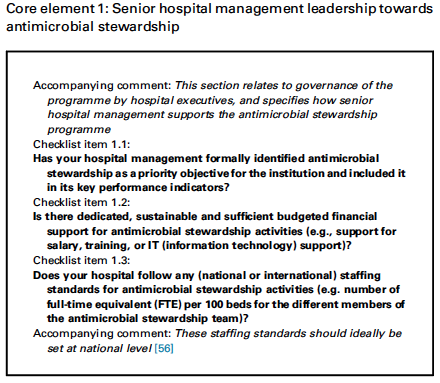 Core element 1: Senior hospital management leadership towards
antimicrobial stewardship
Accompanying comment: This section relates to governance of the
programme by hospital executives, and specifies how senior
hospital management supports the antimicrobial stewardship
programme
Checklist item 1.1:
Has your hospital management formally identified antimicrobial
stewardship as a priority objective for the institution and included it
in its key performance indicators?
Checklist item 1.2:
Is there dedicated, sustainable and sufficient budgeted financial
support for antimicrobial stewardship activities (e.g., support for
salary, training, or IT (information technology) support)?
Checklist item 1.3:
Does your hospital follow any (national or international) staffing
standards for antimicrobial stewardship activities (e.g. number of
full-time equivalent (FTE) per 100 beds for the different members of
the antimicrobial stewardship team)?
Accompanying comment: These staffing standards should ideally be
set at national level [56]